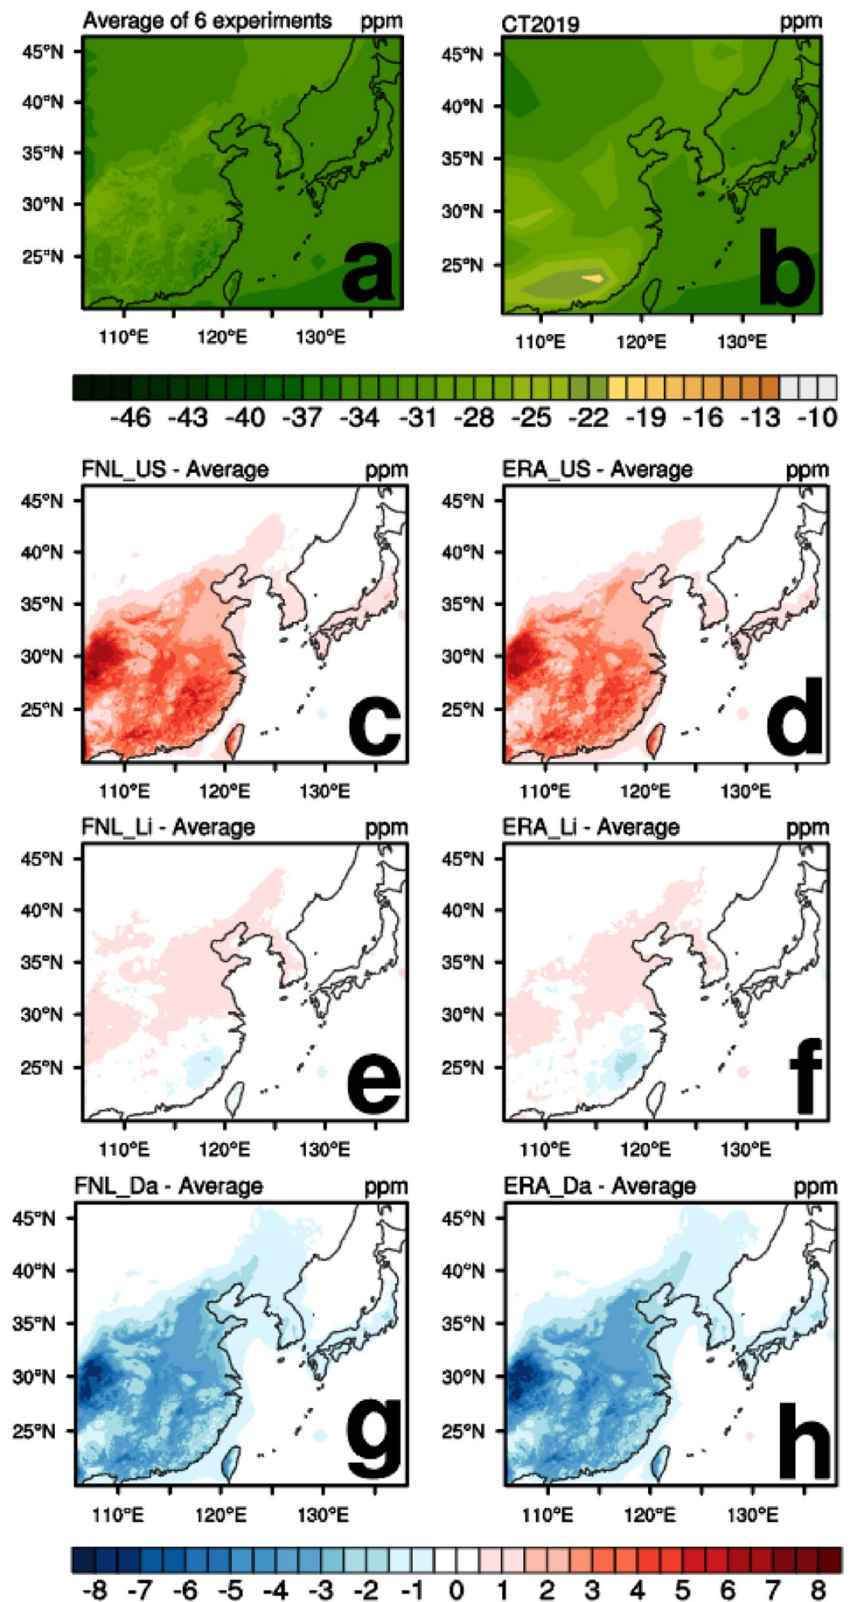 Average of 6 experiments ppm CT2019 ppm
45°N 45°N
40°N 40°N
35°N 35°N
30°N 30°N
25°N 25°N
a b
110°E 120°E 130°E 110°E 120°E 130°E
-46 -43 -40 -37 -34 -31 -28 -25 -22 -19 -16 -13 -10
FNL_US - Average ppm ERA_US - Average ppm
45°N 45°N
40°N 40°N
35°N 35°N
30°N 30°N
25°N 25°N
c d
110°E 120°E 130°E 110°E 120°E 130°E
FNL_Li - Average ppm ERA_Li - Average ppm
45°N 45°N
40°N 40°N
35°N 35°N
30°N 30°N
25°N 25°N
e f
110°E 120°E 130°E 110°E 120°E 130°E
FNL_Da - Average ppm ERA_Da - Average ppm
45°N 45°N
40°N 40°N
35°N 35°N
30°N 30°N
25°N 25°N
g h
110°E 120°E 130°E 110°E 120°E 130°E
-8 -7 -6 -5 -4 -3 -2 -1 0 1 2 3 4 5 6 7 8